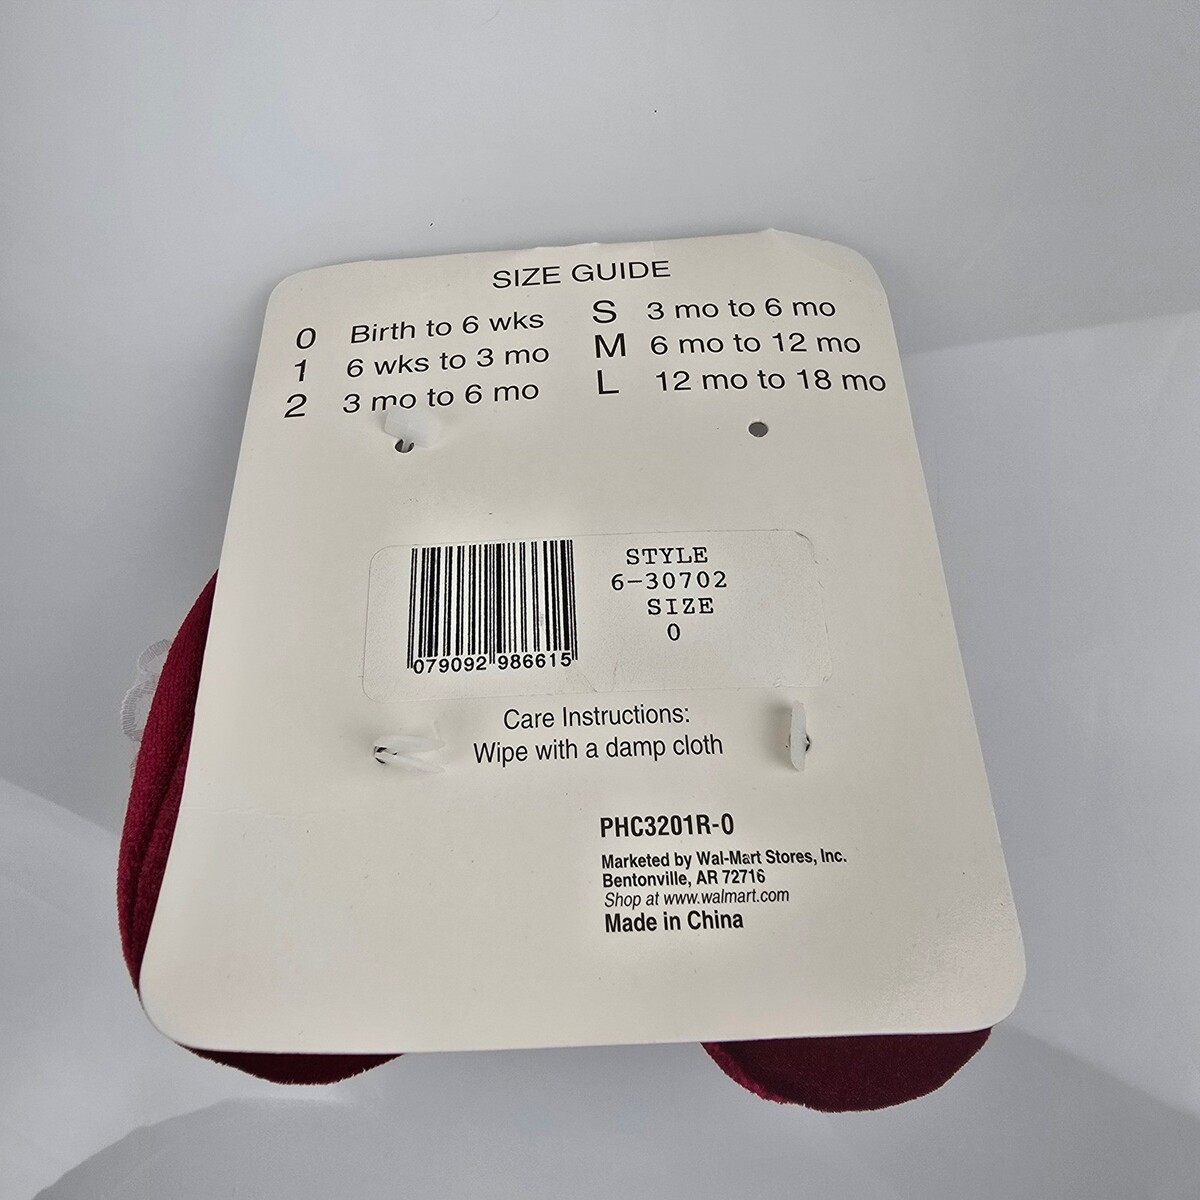 SIZE GUIDE
0 Birth to 6 wks
1 6 wks to 3 mo
2 3 mo to 6 mo
S 3 mo to 6 mo
M 6 mo to 12 mo
L 12 mo to 18 mo
079092 986615
STYLE
6-30702
SIZE
0
Care Instructions:
Wipe with a damp cloth
PHC3201R-0
Marketed by Wal-Mart Stores, Inc.
Bentonville, AR 72716
Shop at www.walmart.com
Made in China